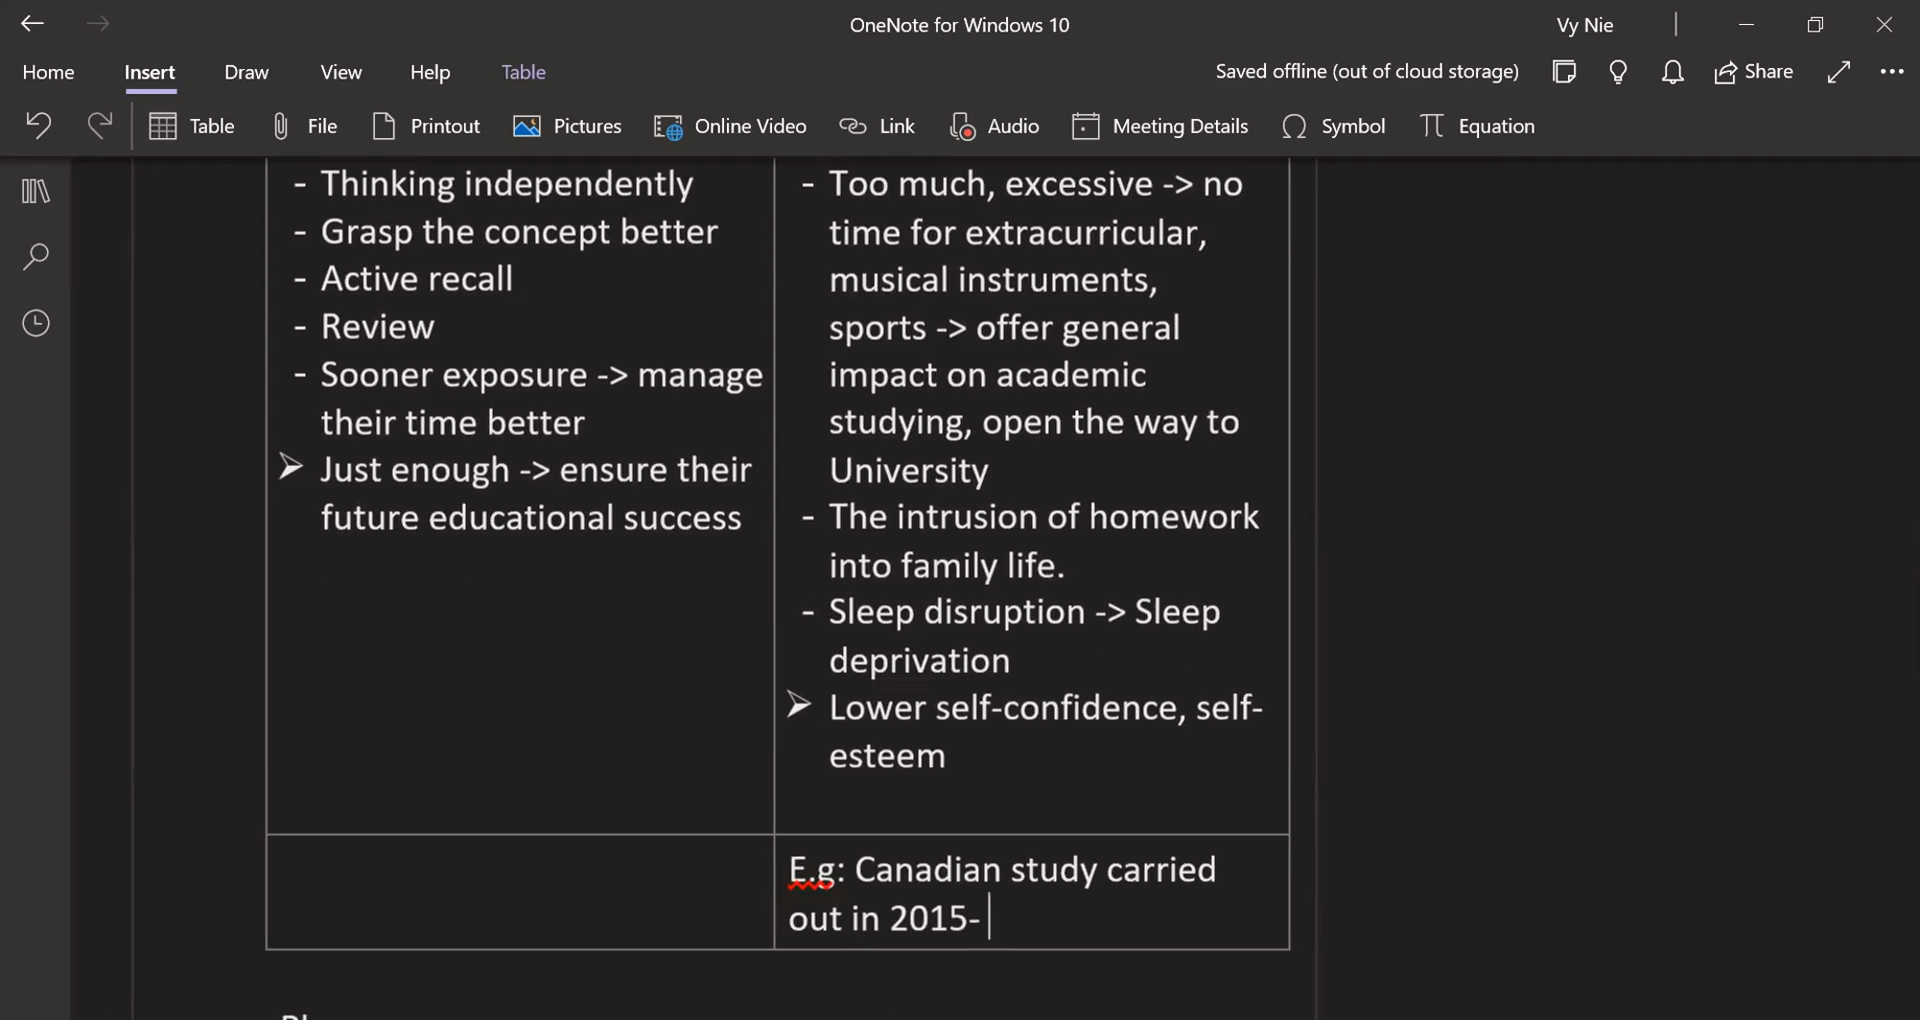 OneNote for Windows 10
Vy Nie
Home Insert Draw View Help Table
Saved offline (out of cloud storage)
Share
Table File Printout Pictures Online Video Link Audio Meeting Details Symbol Equation
- Thinking independently
- Grasp the concept better
- Active recall
- Review
- Sooner exposure -> manage
their time better
➢ Just enough -> ensure their
future educational success
- Too much, excessive -> no
time for extracurricular,
musical instruments,
sports -> offer general
impact on academic
studying, open the way to
University
- The intrusion of homework
into family life.
- Sleep disruption -> Sleep
deprivation
➢ Lower self-confidence, self-
esteem
E.g: Canadian study carried
out in 2015-